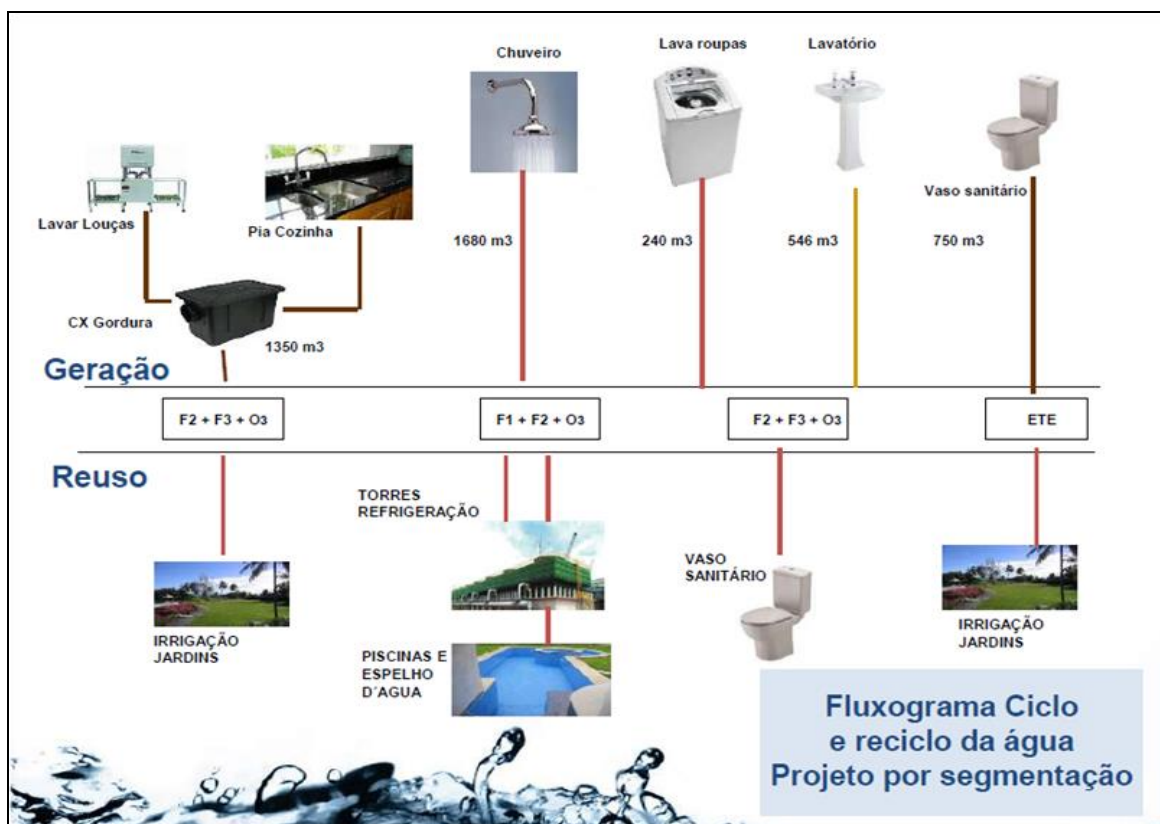 Chuveiro
Lava roupas
Lavatório
Lavar Louças
Pia Cozinha
Vaso sanitário
1680 m3
240 m3
546 m3
750 m3
CX Gordura
1350 m3
Geração
F2 + F3 + O3
F1 + F2 + O3
F2 + F3 + O3
ETE
Reuso
TORRES
REFRIGERAÇÃO
VASO
SANITÁRIO
IRRIGAÇÃO
JARDINS
IRRIGAÇÃO
JARDINS
PISCINAS E
ESPELHO
D´AGUA
Fluxograma Ciclo
e reciclo da água
Projeto por segmentação